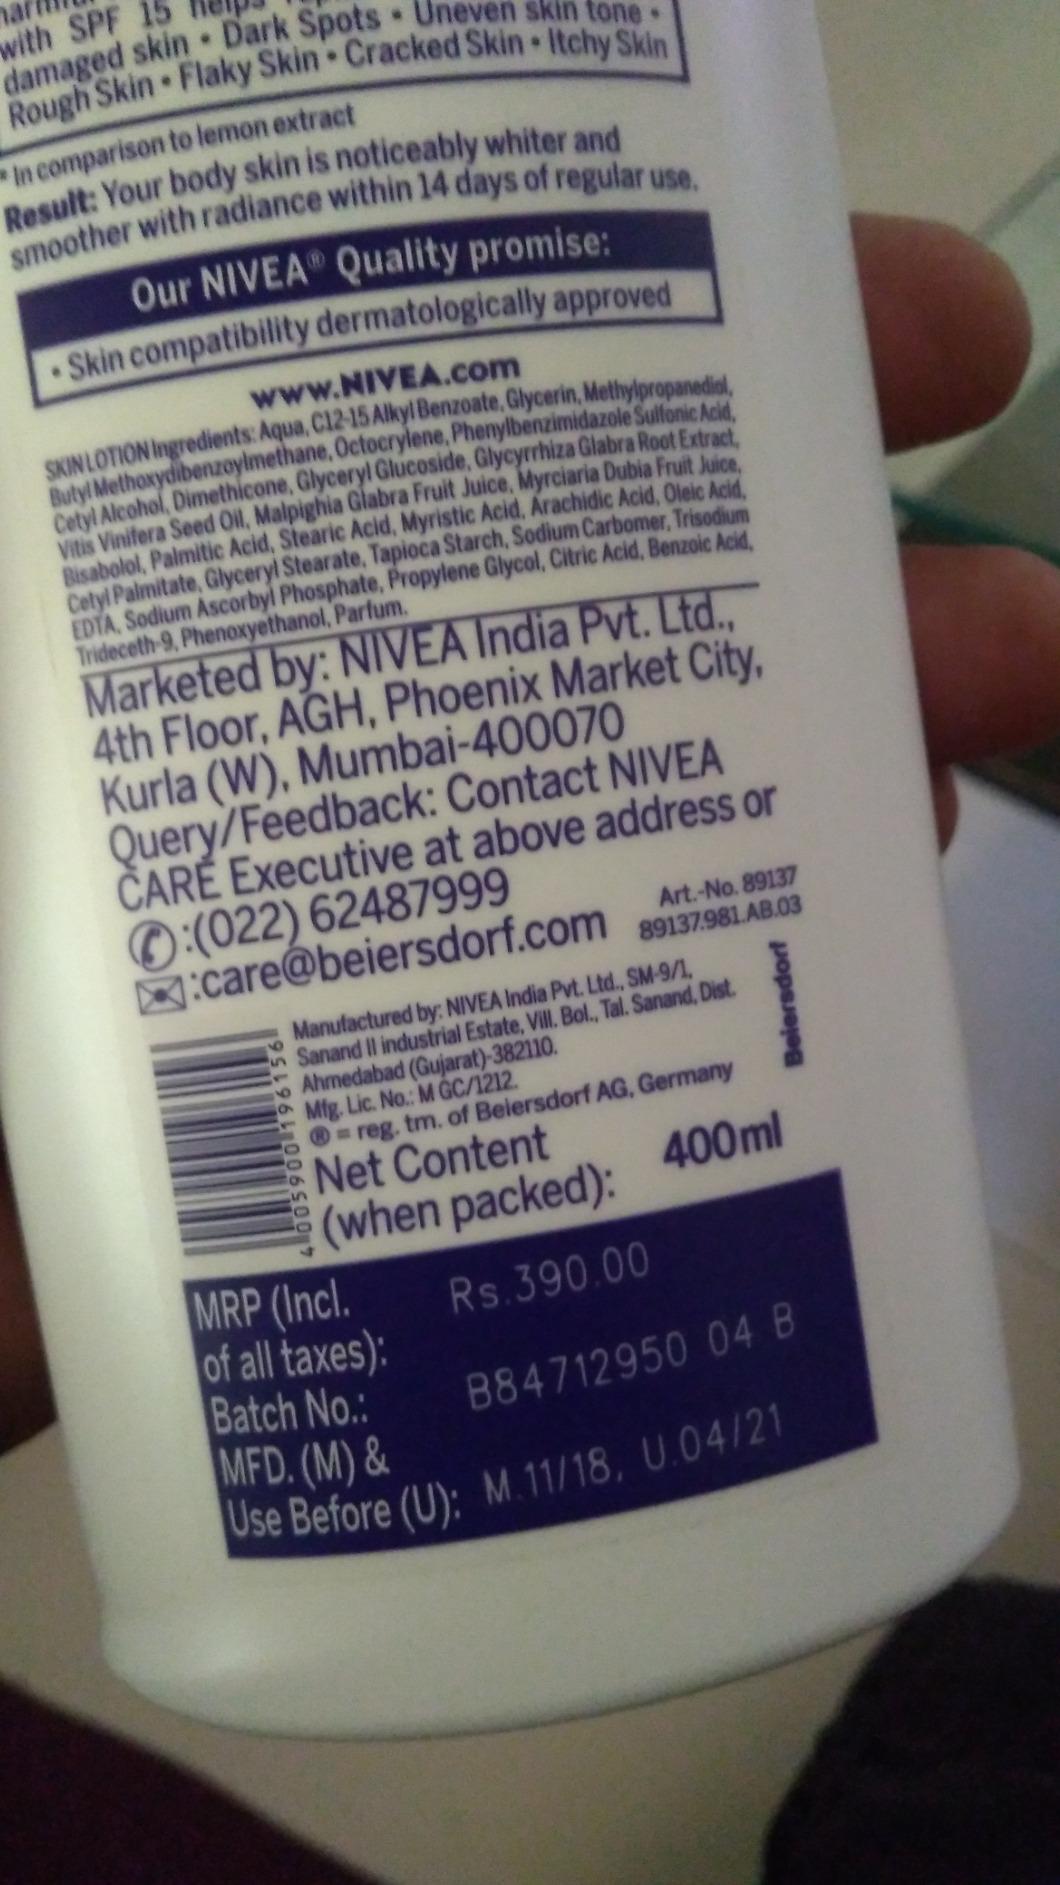 with SPF 15 helps
damaged skin • Dark Spots • Uneven skin tone •
Rough Skin • Flaky Skin • Cracked Skin • Itchy Skin
* In comparison to lemon extract
Result: Your body skin is noticeably whiter and
smoother with radiance within 14 days of regular use.
Our NIVEA® Quality promise:
• Skin compatibility dermatologically approved
www.NIVEA.com
SKIN LOTION Ingredients: Aqua, C12-15 Alkyl Benzoate, Glycerin, Methylpropanediol,
Butyl Methoxydibenzoylmethane, Octocrylene, Phenylbenzimidazole Sulfonic Acid,
Cetyl Alcohol, Dimethicone, Glyceryl Glucoside, Glycyrrhiza Glabra Root Extract,
Vitis Vinifera Seed Oil, Malpighia Glabra Fruit Juice, Myrciaria Dubia Fruit Juice,
Bisabolol, Palmitic Acid, Stearic Acid, Myristic Acid, Arachidic Acid, Oleic Acid,
Cetyl Palmitate, Glyceryl Stearate, Tapioca Starch, Sodium Carbomer, Trisodium
EDTA, Sodium Ascorbyl Phosphate, Propylene Glycol, Citric Acid, Benzoic Acid,
Trideceth-9, Phenoxyethanol, Parfum.
Marketed by: NIVEA India Pvt. Ltd.,
4th Floor, AGH, Phoenix Market City,
Kurla (W), Mumbai-400070
Query/Feedback: Contact NIVEA
CARE Executive at above address or
:(022) 62487999
:care@beiersdorf.com
Art.-No. 89137
89137.981.AB.03
Beiersdorf
Manufactured by: NIVEA India Pvt. Ltd., SM-9/1,
Sanand II industrial Estate, Vill. Bol., Tal. Sanand, Dist.
Ahmedabad (Gujarat)-382110.
Mfg. Lic. No.: M GC/1212.
® = reg. tm. of Beiersdorf AG, Germany
4 005900 196156
Net Content
(when packed): 400ml
MRP (Incl. Rs.390.00
of all taxes):
Batch No.: B84712950 04 B
MFD. (M) &
Use Before (U): M.11/18, U.04/21